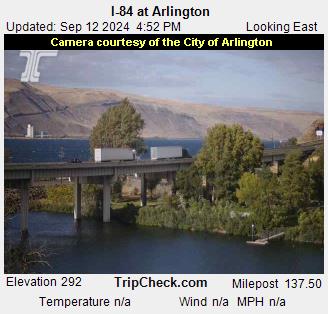 I-84 at Arlington
Updated: Sep 12 2024 4:52 PM Looking East
Camera courtesy of the City of Arlington
Elevation 292 TripCheck.com Milepost 137.50
Temperature n/a Wind n/a MPH n/a